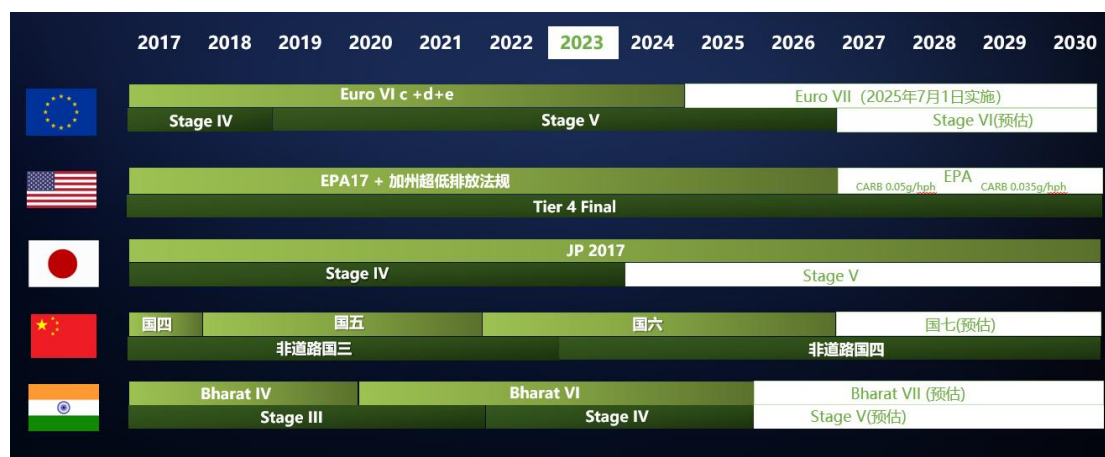 2017 2018 2019 2020 2021 2022 2023 2024 2025 2026 2027 2028 2029 2030
Euro VI c +d+e Euro VII（2025年7月1日实施)
Stage IV Stage V Stage VI(预估)
EPA17 + 加州超低排放法规 EPA
CARB 0.05g/hph CARB 0.035g/hph
Tier 4 Final
JP 2017
Stage IV Stage V
国四 国五 国六 国七(预估)
非道路国三 非道路国四
Bharat IV Bharat VI Bharat VII (预估)
Stage III Stage IV Stage V(预估)